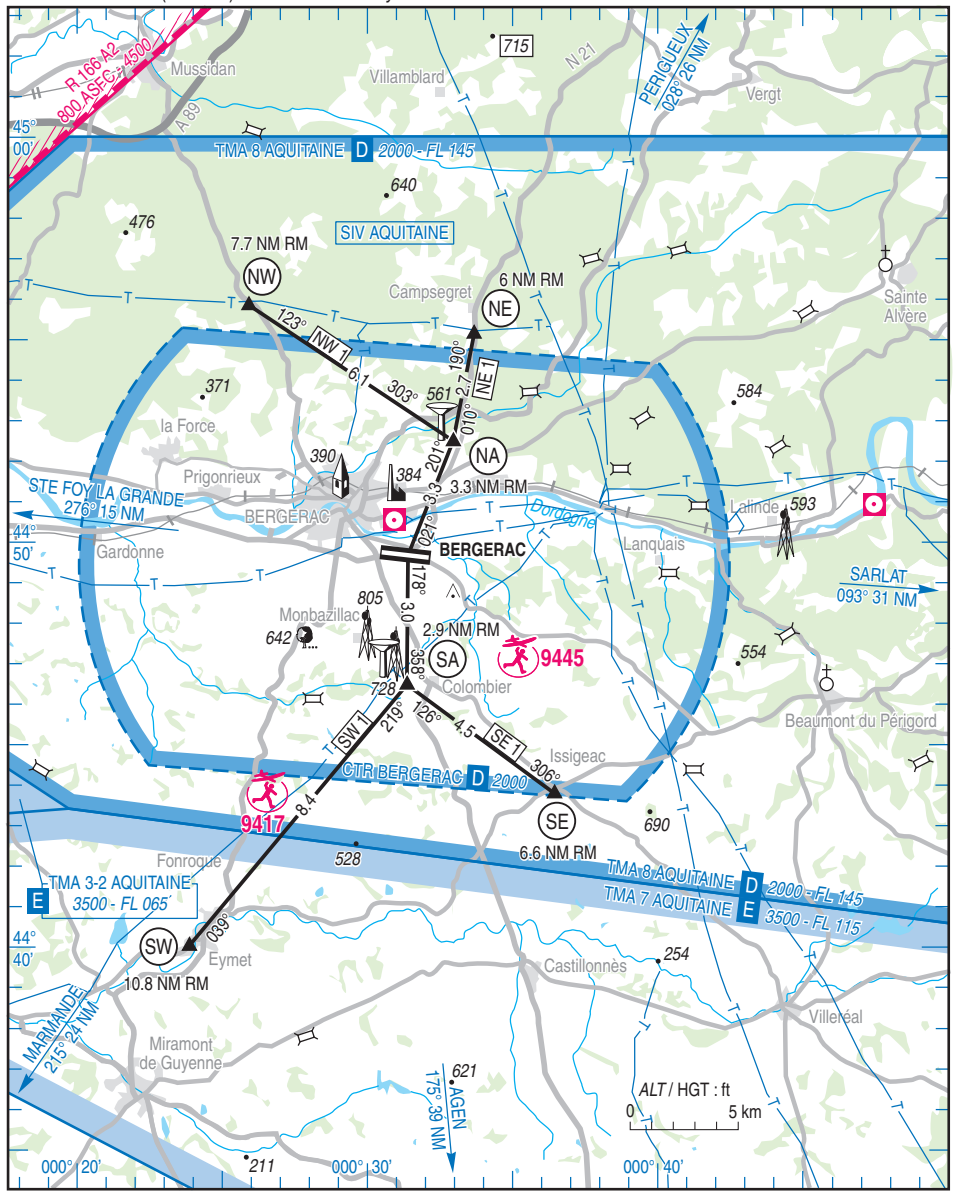 715
N 21
PERIGUEUX
028° 26 NM
R 166 A2
800 ASFC - 4500
Mussidan
Villamblard
Vergt
A 89
45°
00'
TMA 8 AQUITAINE D 2000 - FL 145
640
476
SIV AQUITAINE
7.7 NM RM
NW
6 NM RM
Campsegret
NE
Sainte
Alvère
123°
NW 1
6.1
303°
190°
2.7
NE 1
010°
371
561
584
la Force
NA
3.3 NM RM
201°
3.3
021°
390
384
Prigonrieux
STE FOY LA GRANDE
276° 15 NM
BERGERAC
Dordogne
Lalinde
593
44°
50'
Gardonne
BERGERAC
Lanquais
SARLAT
093° 31 NM
178°
3.0
358°
805
Monbazillac
642
2.9 NM RM
SA
9445
554
728
Colombier
219°
SW 1
8.4
039°
126°
4.5
SE 1
306°
Issigeac
Beaumont du Périgord
CTR BERGERAC D 2000
9417
SE
6.6 NM RM
690
528
Fonroque
TMA 8 AQUITAINE D 2000 - FL 145
TMA 7 AQUITAINE E 3500 - FL 115
E
TMA 3-2 AQUITAINE
3500 - FL 065
44°
40'
SW
10.8 NM RM
Eymet
254
Castillonnès
Villeréal
MARMANDE
215° 24 NM
Miramont
de Guyenne
621
AGEN
175° 39 NM
ALT / HGT : ft
0 5 km
211
000° 20'
000° 30'
000° 40'